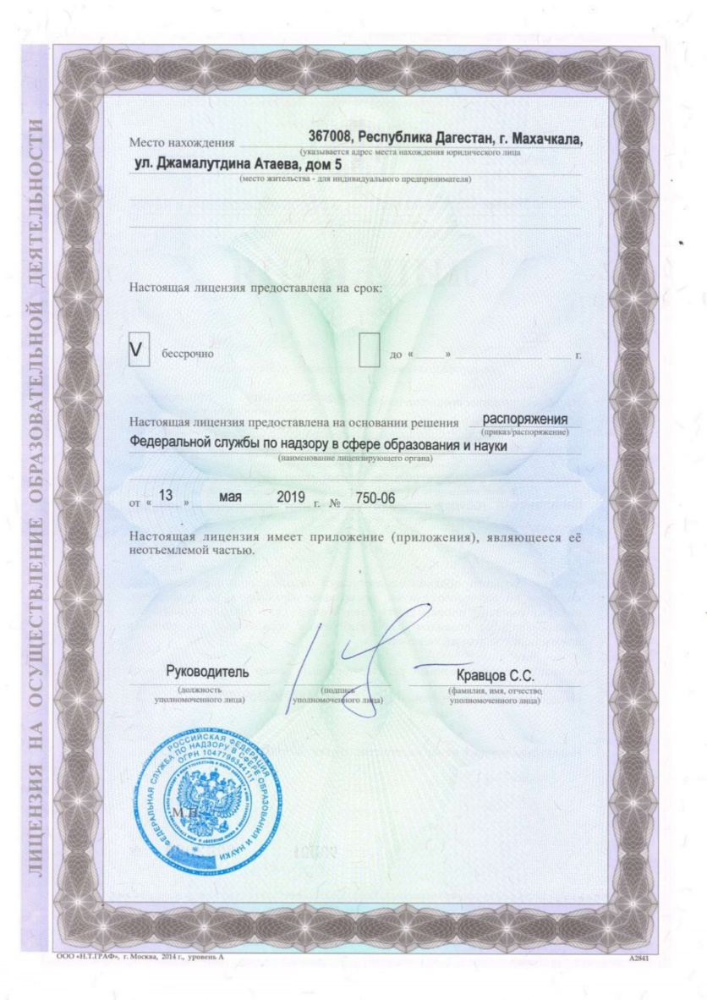 ЛИЦЕНЗИЯ НА ОСУЩЕСТВЛЕНИЕ ОБРАЗОВАТЕЛЬНОЙ ДЕЯТЕЛЬНОСТИ
Место нахождения 367008, Республика Дагестан, г. Махачкала,
(указывается адрес места нахождения юридического лица
ул. Джамалутдина Атаева, дом 5
(место жительства - для индивидуального предпринимателя)
Настоящая лицензия предоставлена на срок:
V бессрочно до « » г.
Настоящая лицензия предоставлена на основании решения распоряжения
(приказ/распоряжение)
Федеральной службы по надзору в сфере образования и науки
(наименование лицензирующего органа)
от « 13 » мая 2019 г. № 750-06
Настоящая лицензия имеет приложение (приложения), являющееся её
неотъемлемой частью.
Руководитель Кравцов С.С.
(должность (подпись (фамилия, имя, отчество,
уполномоченного лица) уполномоченного лица) уполномоченного лица)
РОССИЙСКАЯ ФЕДЕРАЦИЯ
ФЕДЕРАЛЬНАЯ СЛУЖБА ПО НАДЗОРУ В СФЕРЕ ОБРАЗОВАНИЯ И НАУКИ
ОГРН 1047796344111
М.П.
ООО «Н.Т.ГРАФ», г. Москва, 2014 г., уровень А А2841